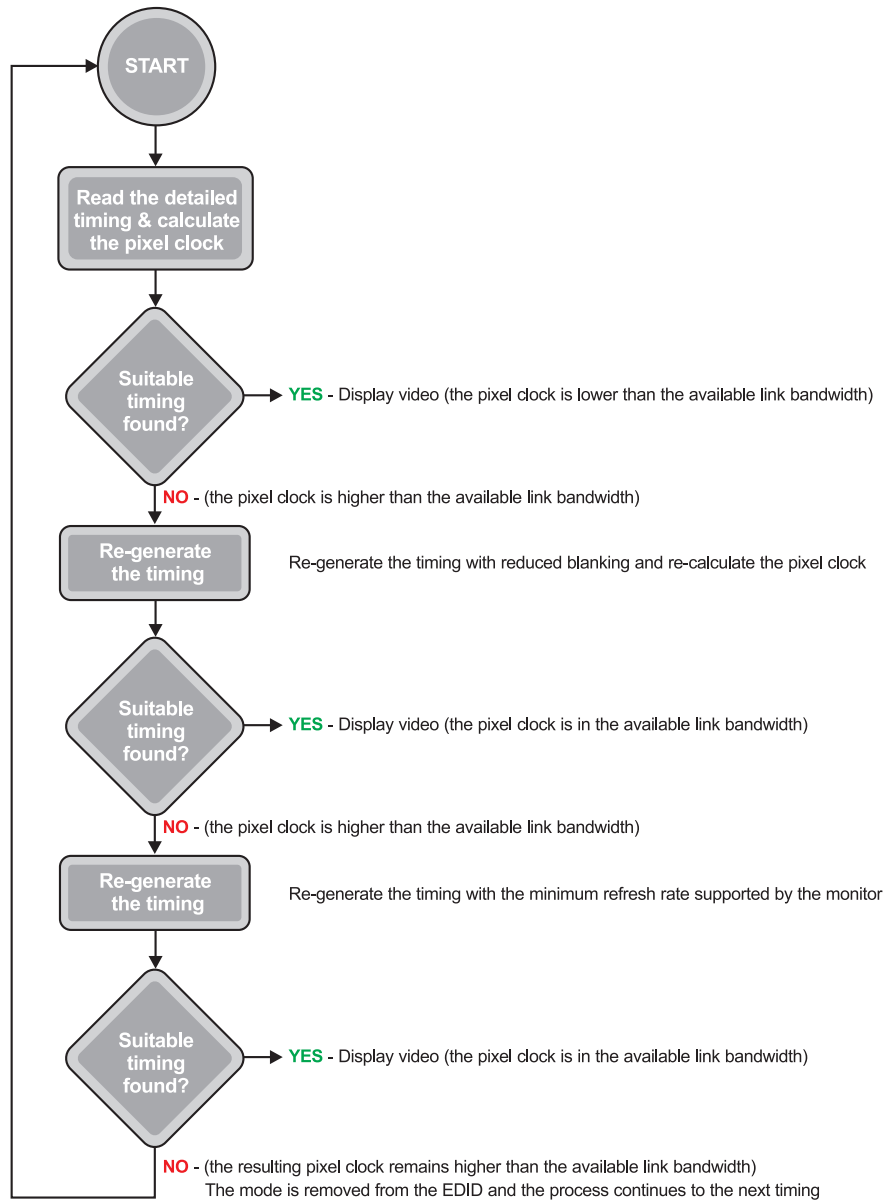 START
Read the detailed
timing & calculate
the pixel clock
Suitable
timing
found?
YES - Display video (the pixel clock is lower than the available link bandwidth)
NO - (the pixel clock is higher than the available link bandwidth)
Re-generate
the timing
Re-generate the timing with reduced blanking and re-calculate the pixel clock
Suitable
timing
found?
YES - Display video (the pixel clock is in the available link bandwidth)
NO - (the pixel clock is higher than the available link bandwidth)
Re-generate
the timing
Re-generate the timing with the minimum refresh rate supported by the monitor
Suitable
timing
found?
YES - Display video (the pixel clock is in the available link bandwidth)
NO - (the resulting pixel clock remains higher than the available link bandwidth)
The mode is removed from the EDID and the process continues to the next timing